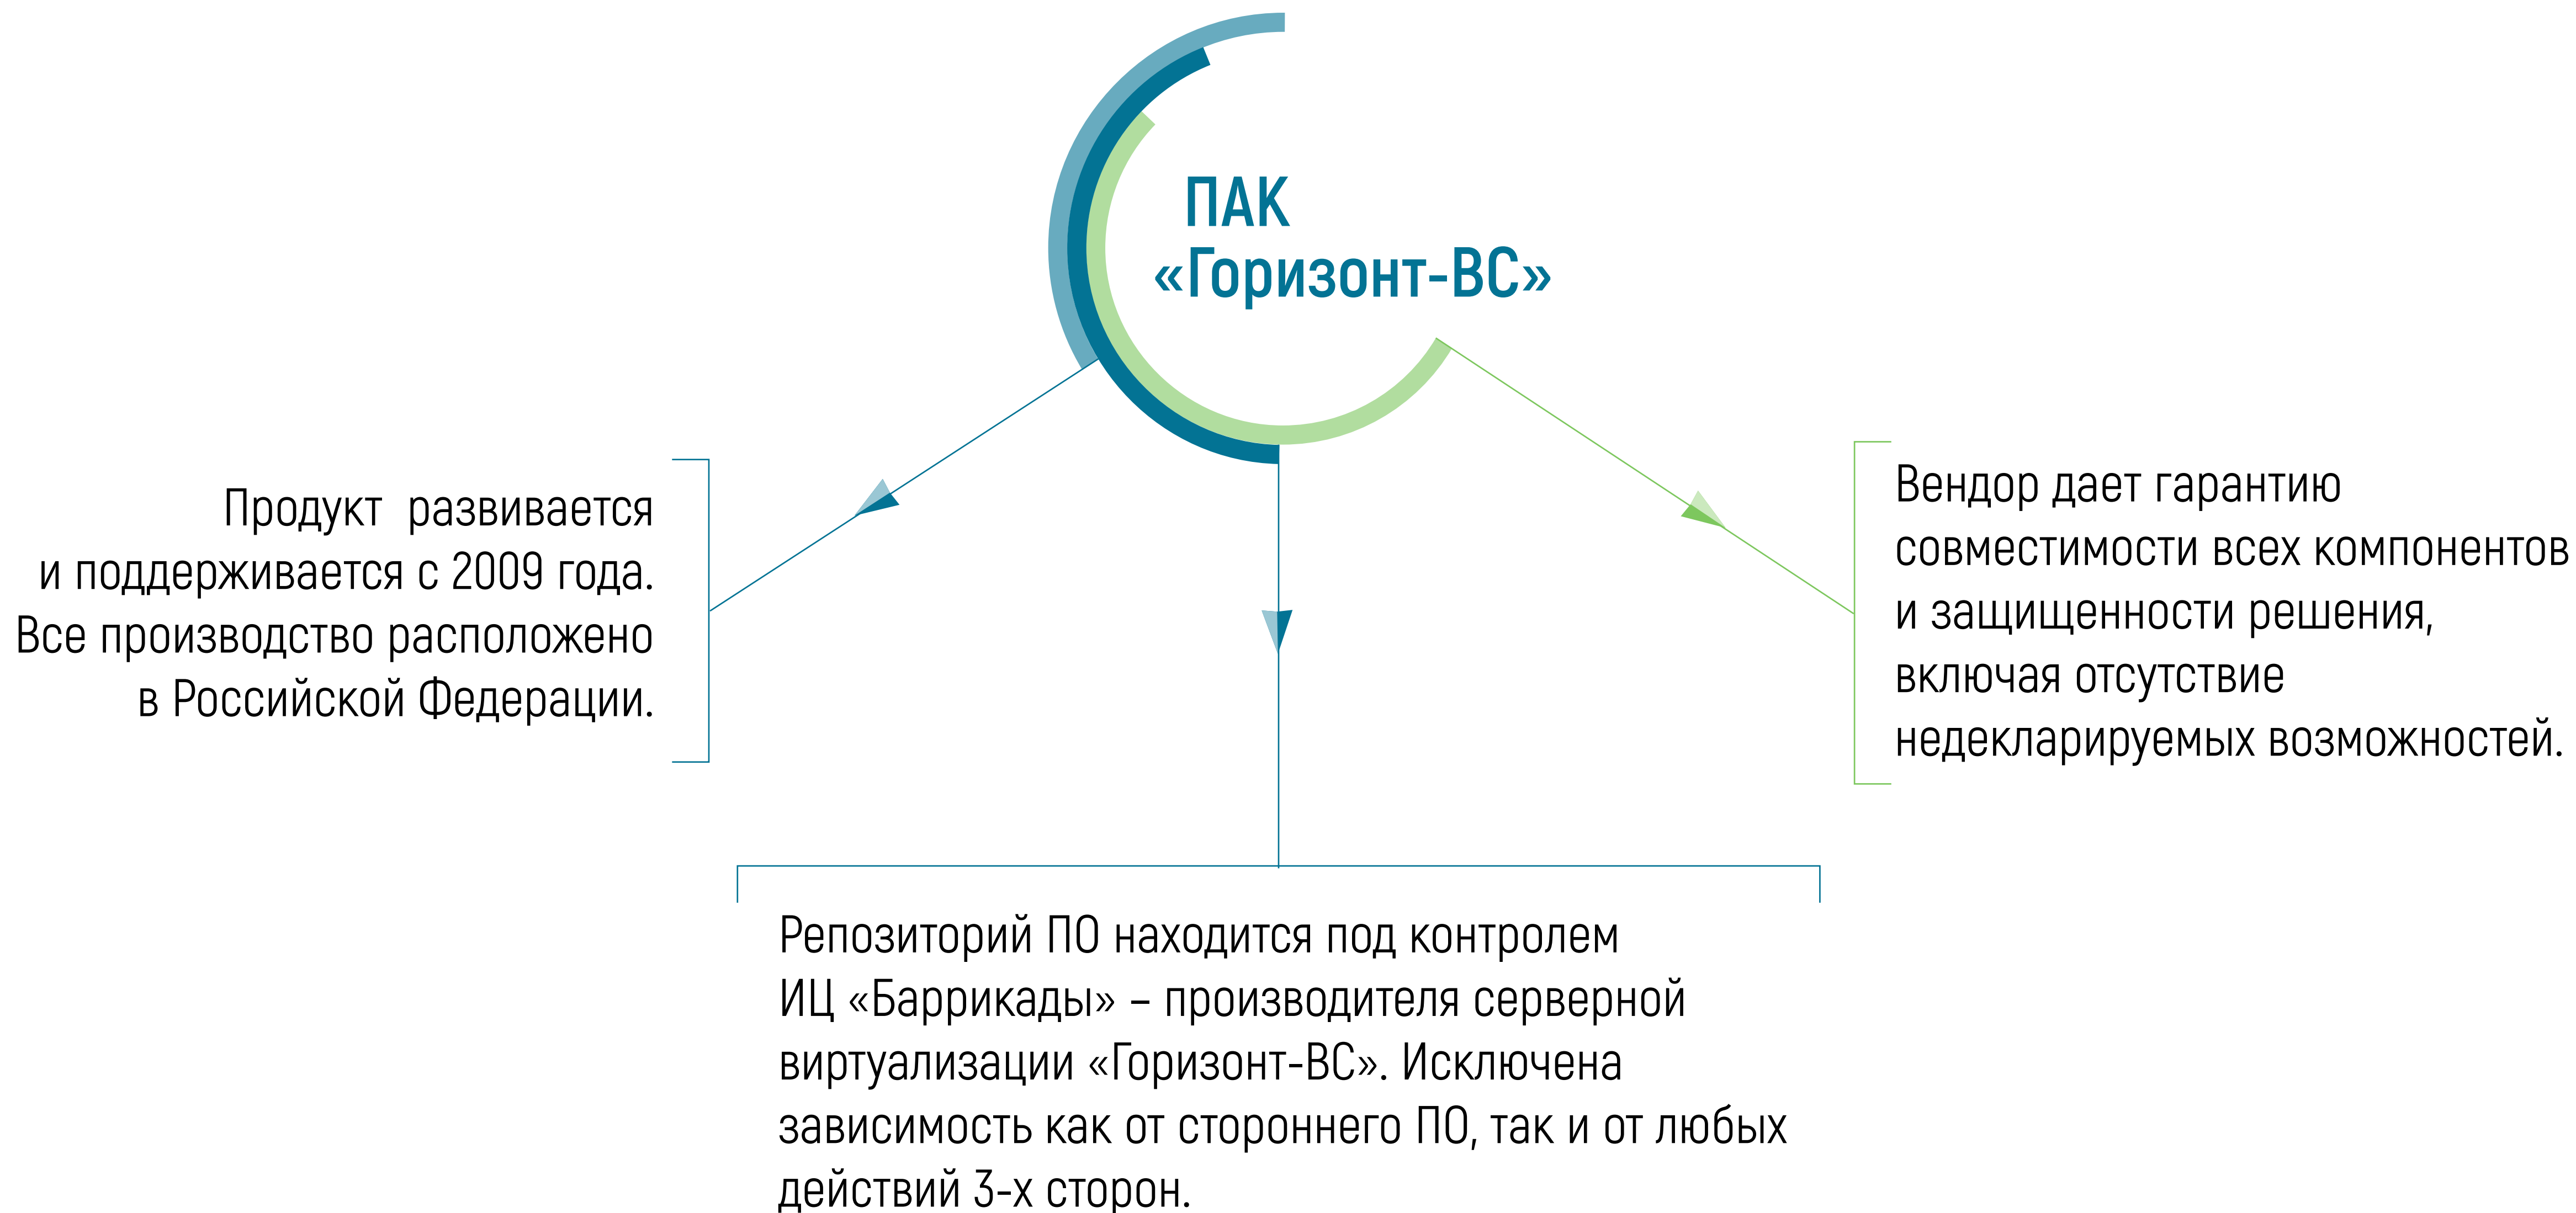 ПАК
«Горизонт-ВС»
Продукт развивается
и поддерживается с 2009 года.
Все производство расположено
в Российской Федерации.
Репозиторий ПО находится под контролем
ИЦ «Баррикады» – производителя серверной
виртуализации «Горизонт-ВС». Исключена
зависимость как от стороннего ПО, так и от любых
действий 3-х сторон.
Вендор дает гарантию
совместимости всех компонентов
и защищенности решения,
включая отсутствие
недекларируемых возможностей.